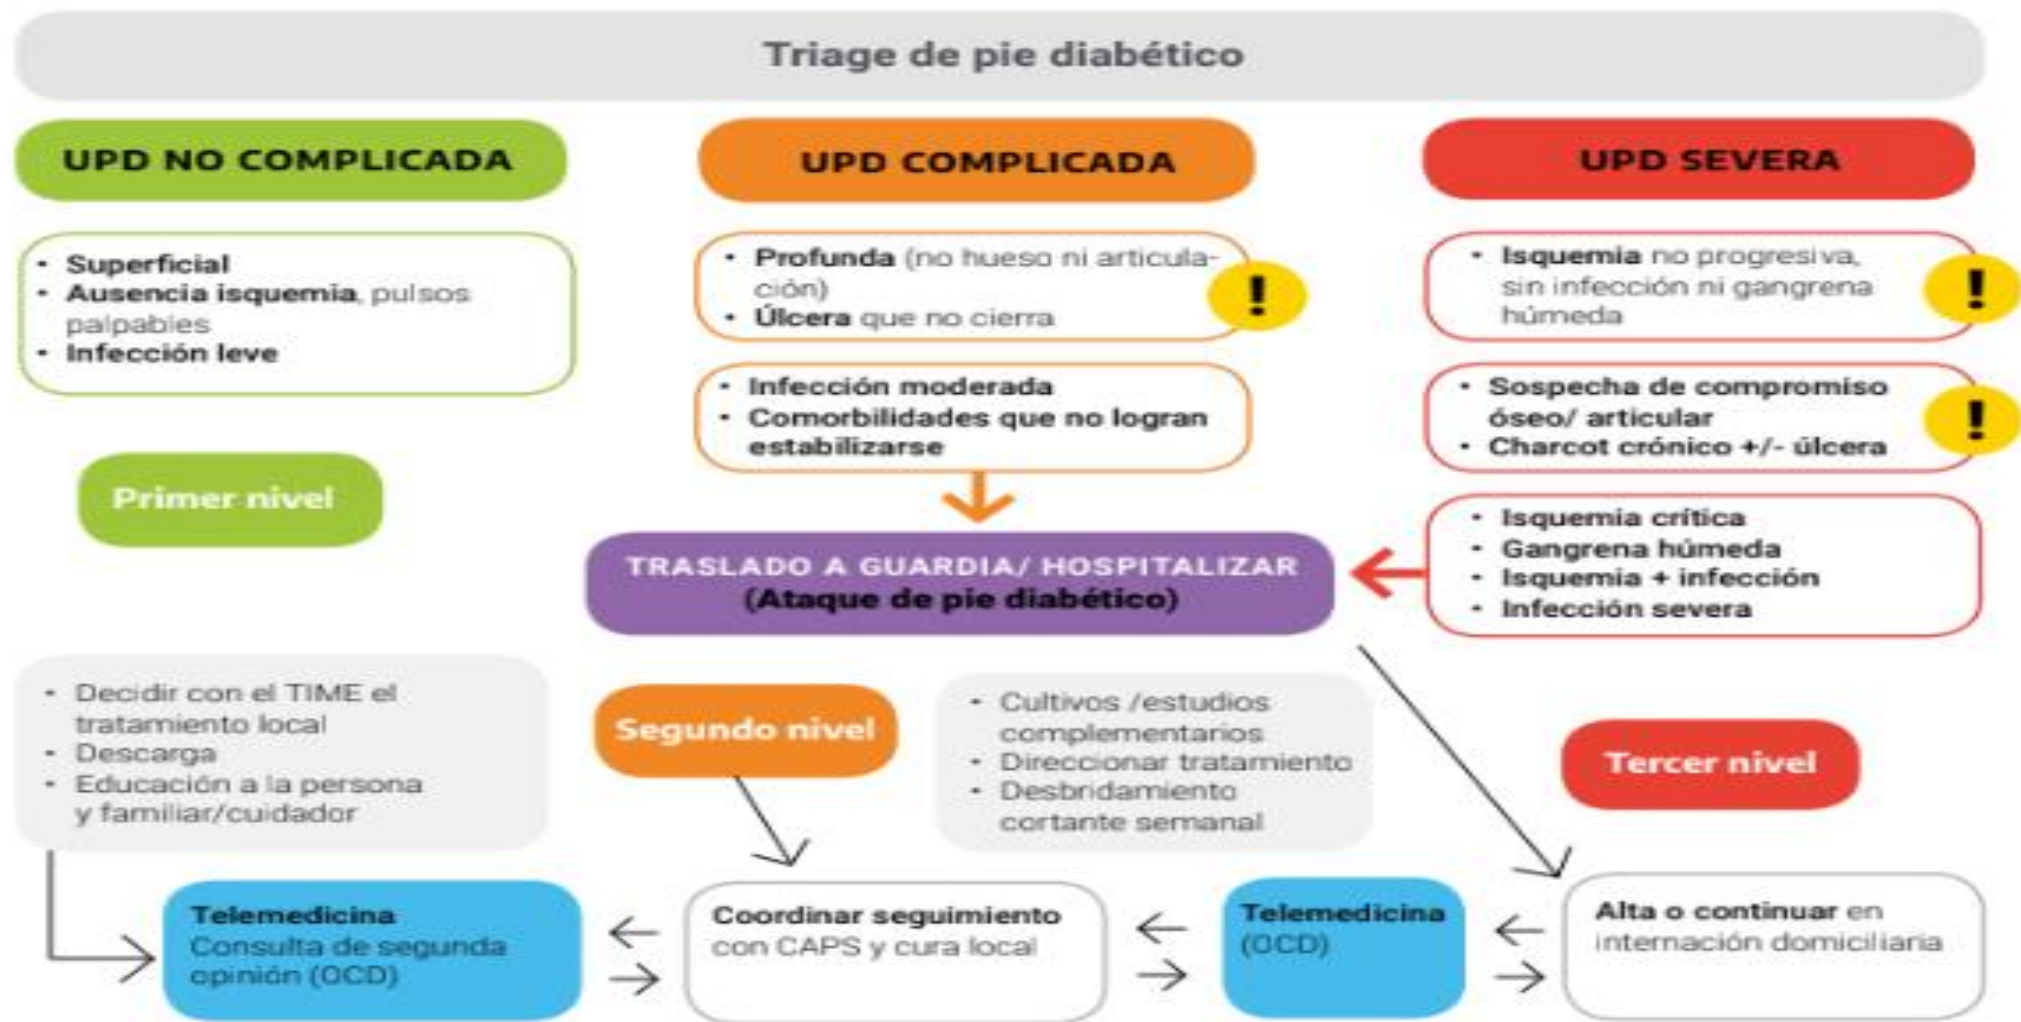 Triage de pie diabético
UPD NO COMPLICADA
• Superficial
• Ausencia isquemia, pulsos
palpables
• Infección leve
Primer nivel
UPD COMPLICADA
• Profunda (no hueso ni articula-
ción)
• Úlcera que no cierra
!
• Infección moderada
• Comorbilidades que no logran
estabilizarse
UPD SEVERA
• Isquemia no progresiva,
sin infección ni gangrena
húmeda
!
• Sospecha de compromiso
óseo/ articular
• Charcot crónico +/- úlcera
!
• Isquemia crítica
• Gangrena húmeda
• Isquemia + infección
• Infección severa
TRASLADO A GUARDIA/ HOSPITALIZAR
(Ataque de pie diabético)
• Decidir con el TIME el
tratamiento local
• Descarga
• Educación a la persona
y familiar/cuidador
Segundo nivel
• Cultivos /estudios
complementarios
• Direccionar tratamiento
• Desbridamiento
cortante semanal
Tercer nivel
Telemedicina
Consulta de segunda
opinión (OCD)
Coordinar seguimiento
con CAPS y cura local
Telemedicina
(OCD)
Alta o continuar en
internación domiciliaria